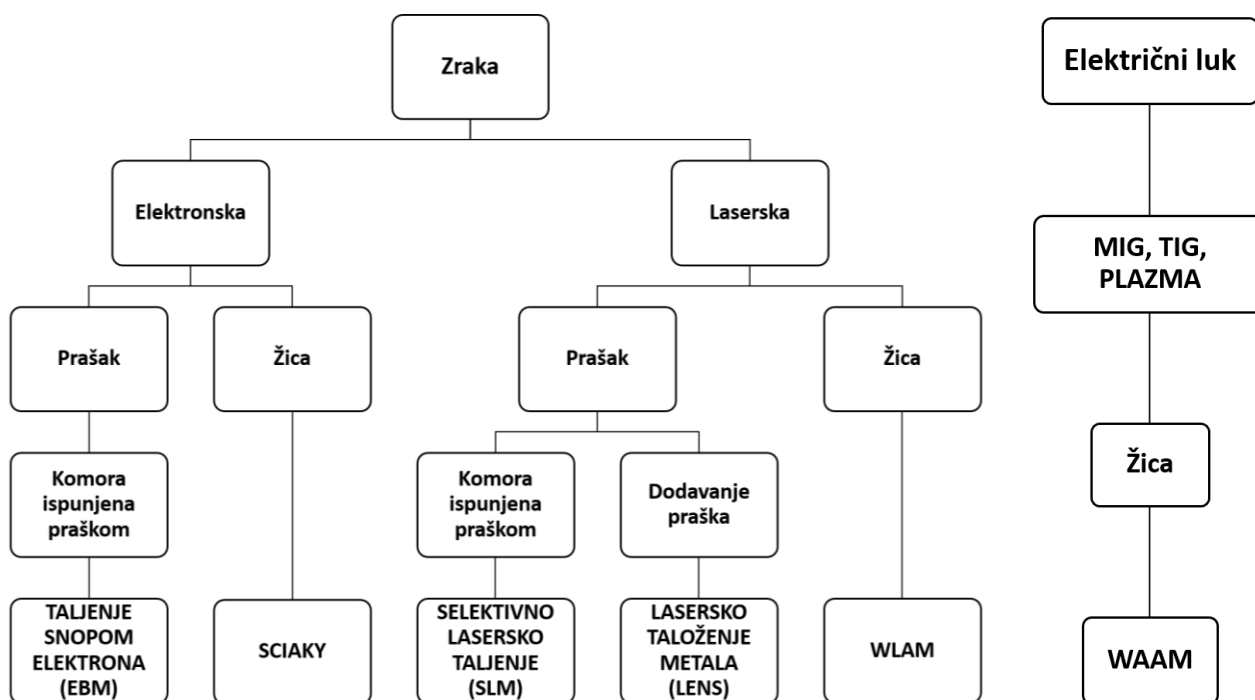 Zraka
Električni luk
Elektronska
Laserska
MIG, TIG,
PLAZMA
Prašak
Žica
Prašak
Žica
Žica
Komora
ispunjena
praškom
Komora
ispunjena
praškom
Dodavanje
praška
TALJENJE
SNOPOM
ELEKTRONA
(EBM)
SCIAKY
SELEKTIVNO
LASERSKO
TALJENJE
(SLM)
LASERSKO
TALOŽENJE
METALA
(LENS)
WLAM
WAAM